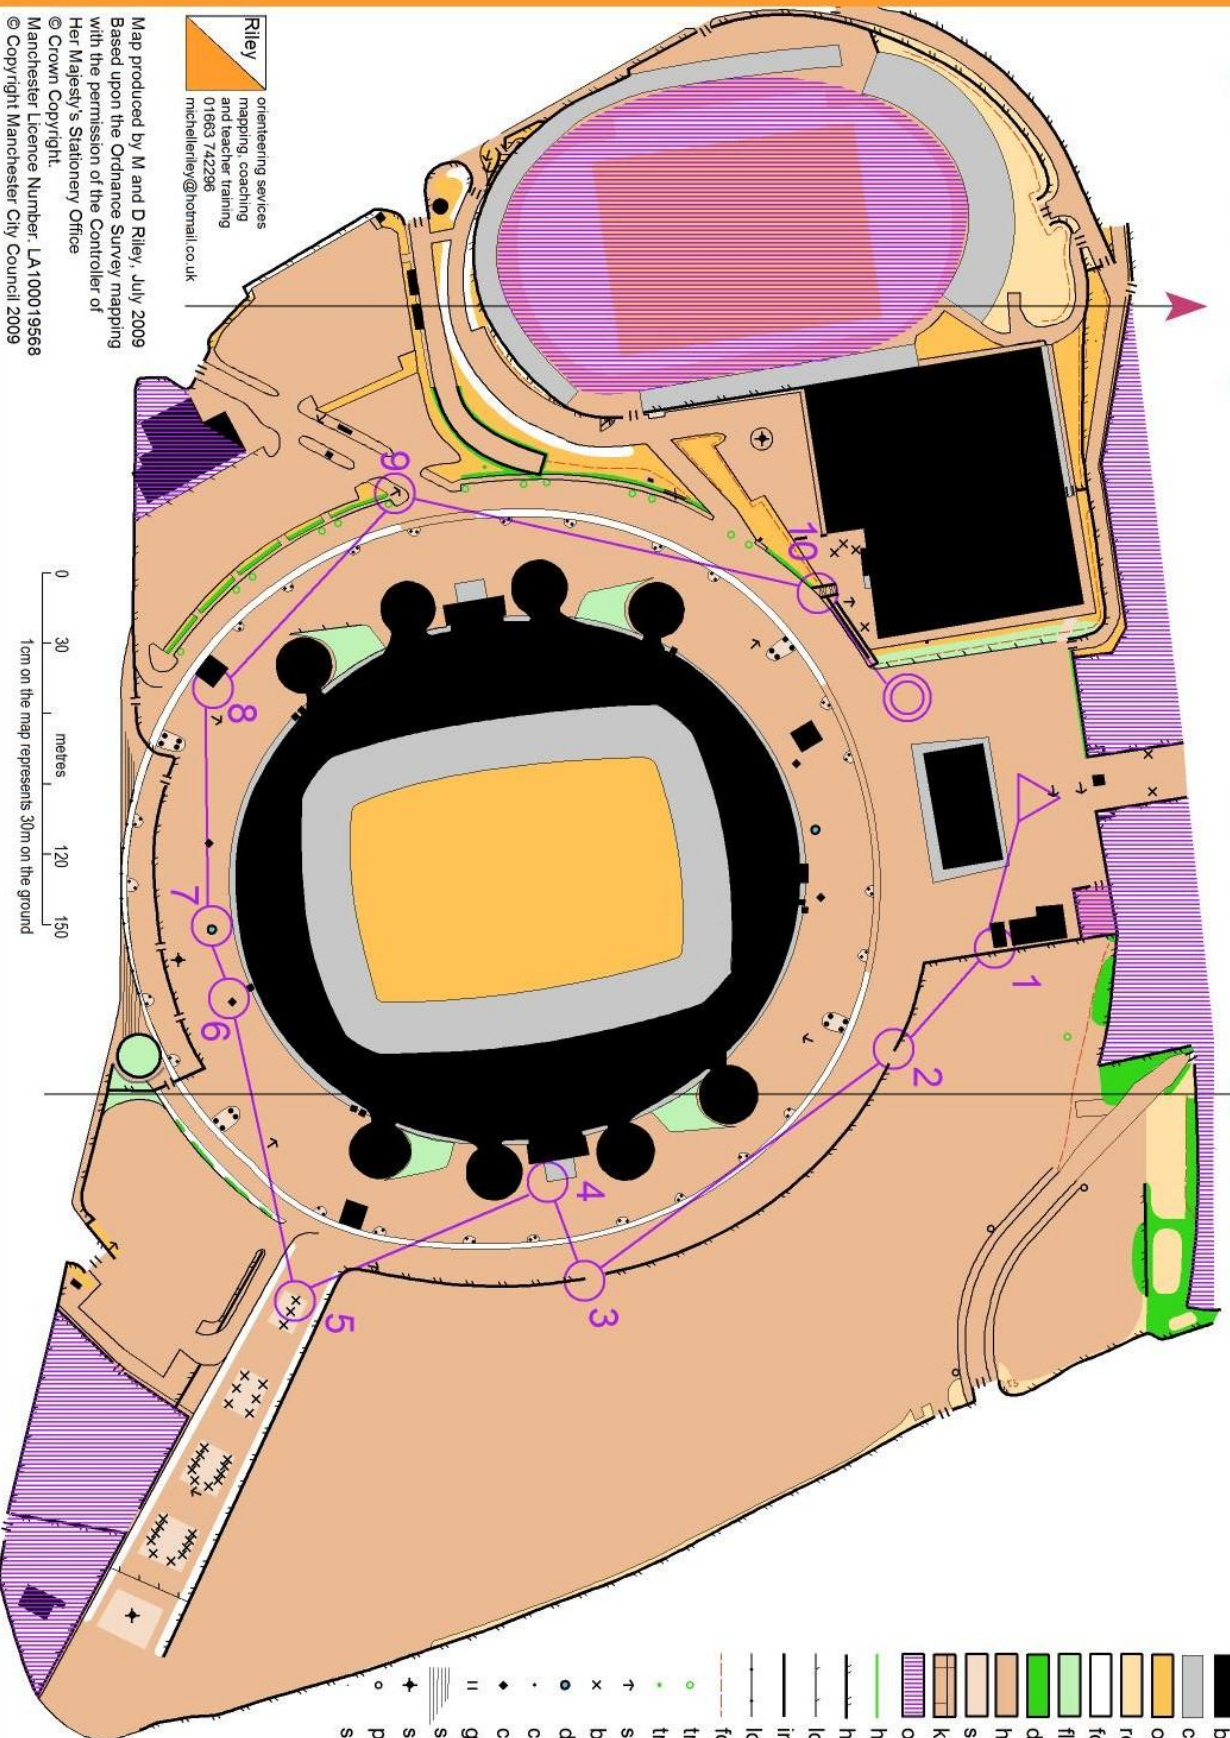 Riley
orienteering sevices
mapping, coaching
and teacher training
01663 742296
michelleriley@hotmail.co.uk
Map produced by M and D Riley, July 2009
Based upon the Ordnance Survey mapping
with the permission of the Controller of
Her Majesty's Stationery Office
© Crown Copyright.
Manchester Licence Number. LA100019568
© Copyright Manchester City Council 2009
0 30 metres 120 150
1cm on the map represents 30m on the ground
1
2
3
4
5
6
7
8
9
10